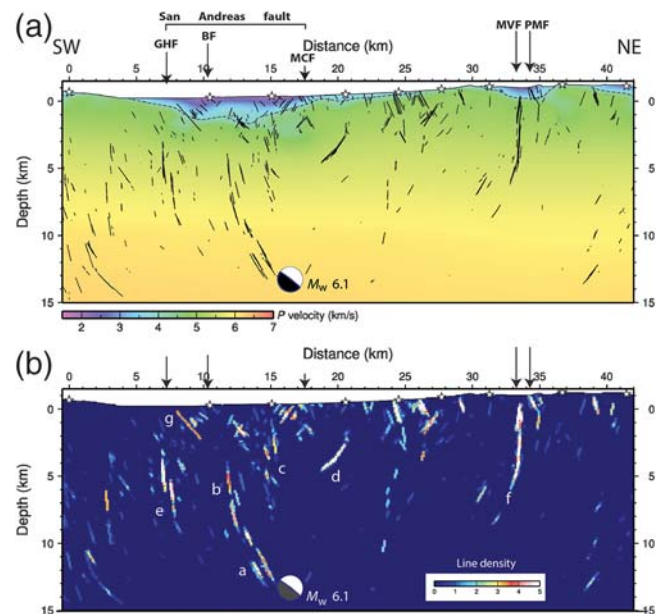 (a)
San Andreas fault
GHF BF MCF MVF PMF
SW Distance (km) NE
0 5 10 15 20 25 30 35 40
Depth (km)
0
5
10
15
Mw 6.1
P velocity (km/s)
2 3 4 5 6 7
(b)
Distance (km)
0 5 10 15 20 25 30 35 40
Depth (km)
0
5
10
15
g
c
d
b
e
f
a
Mw 6.1
Line density
0 1 2 3 4 5